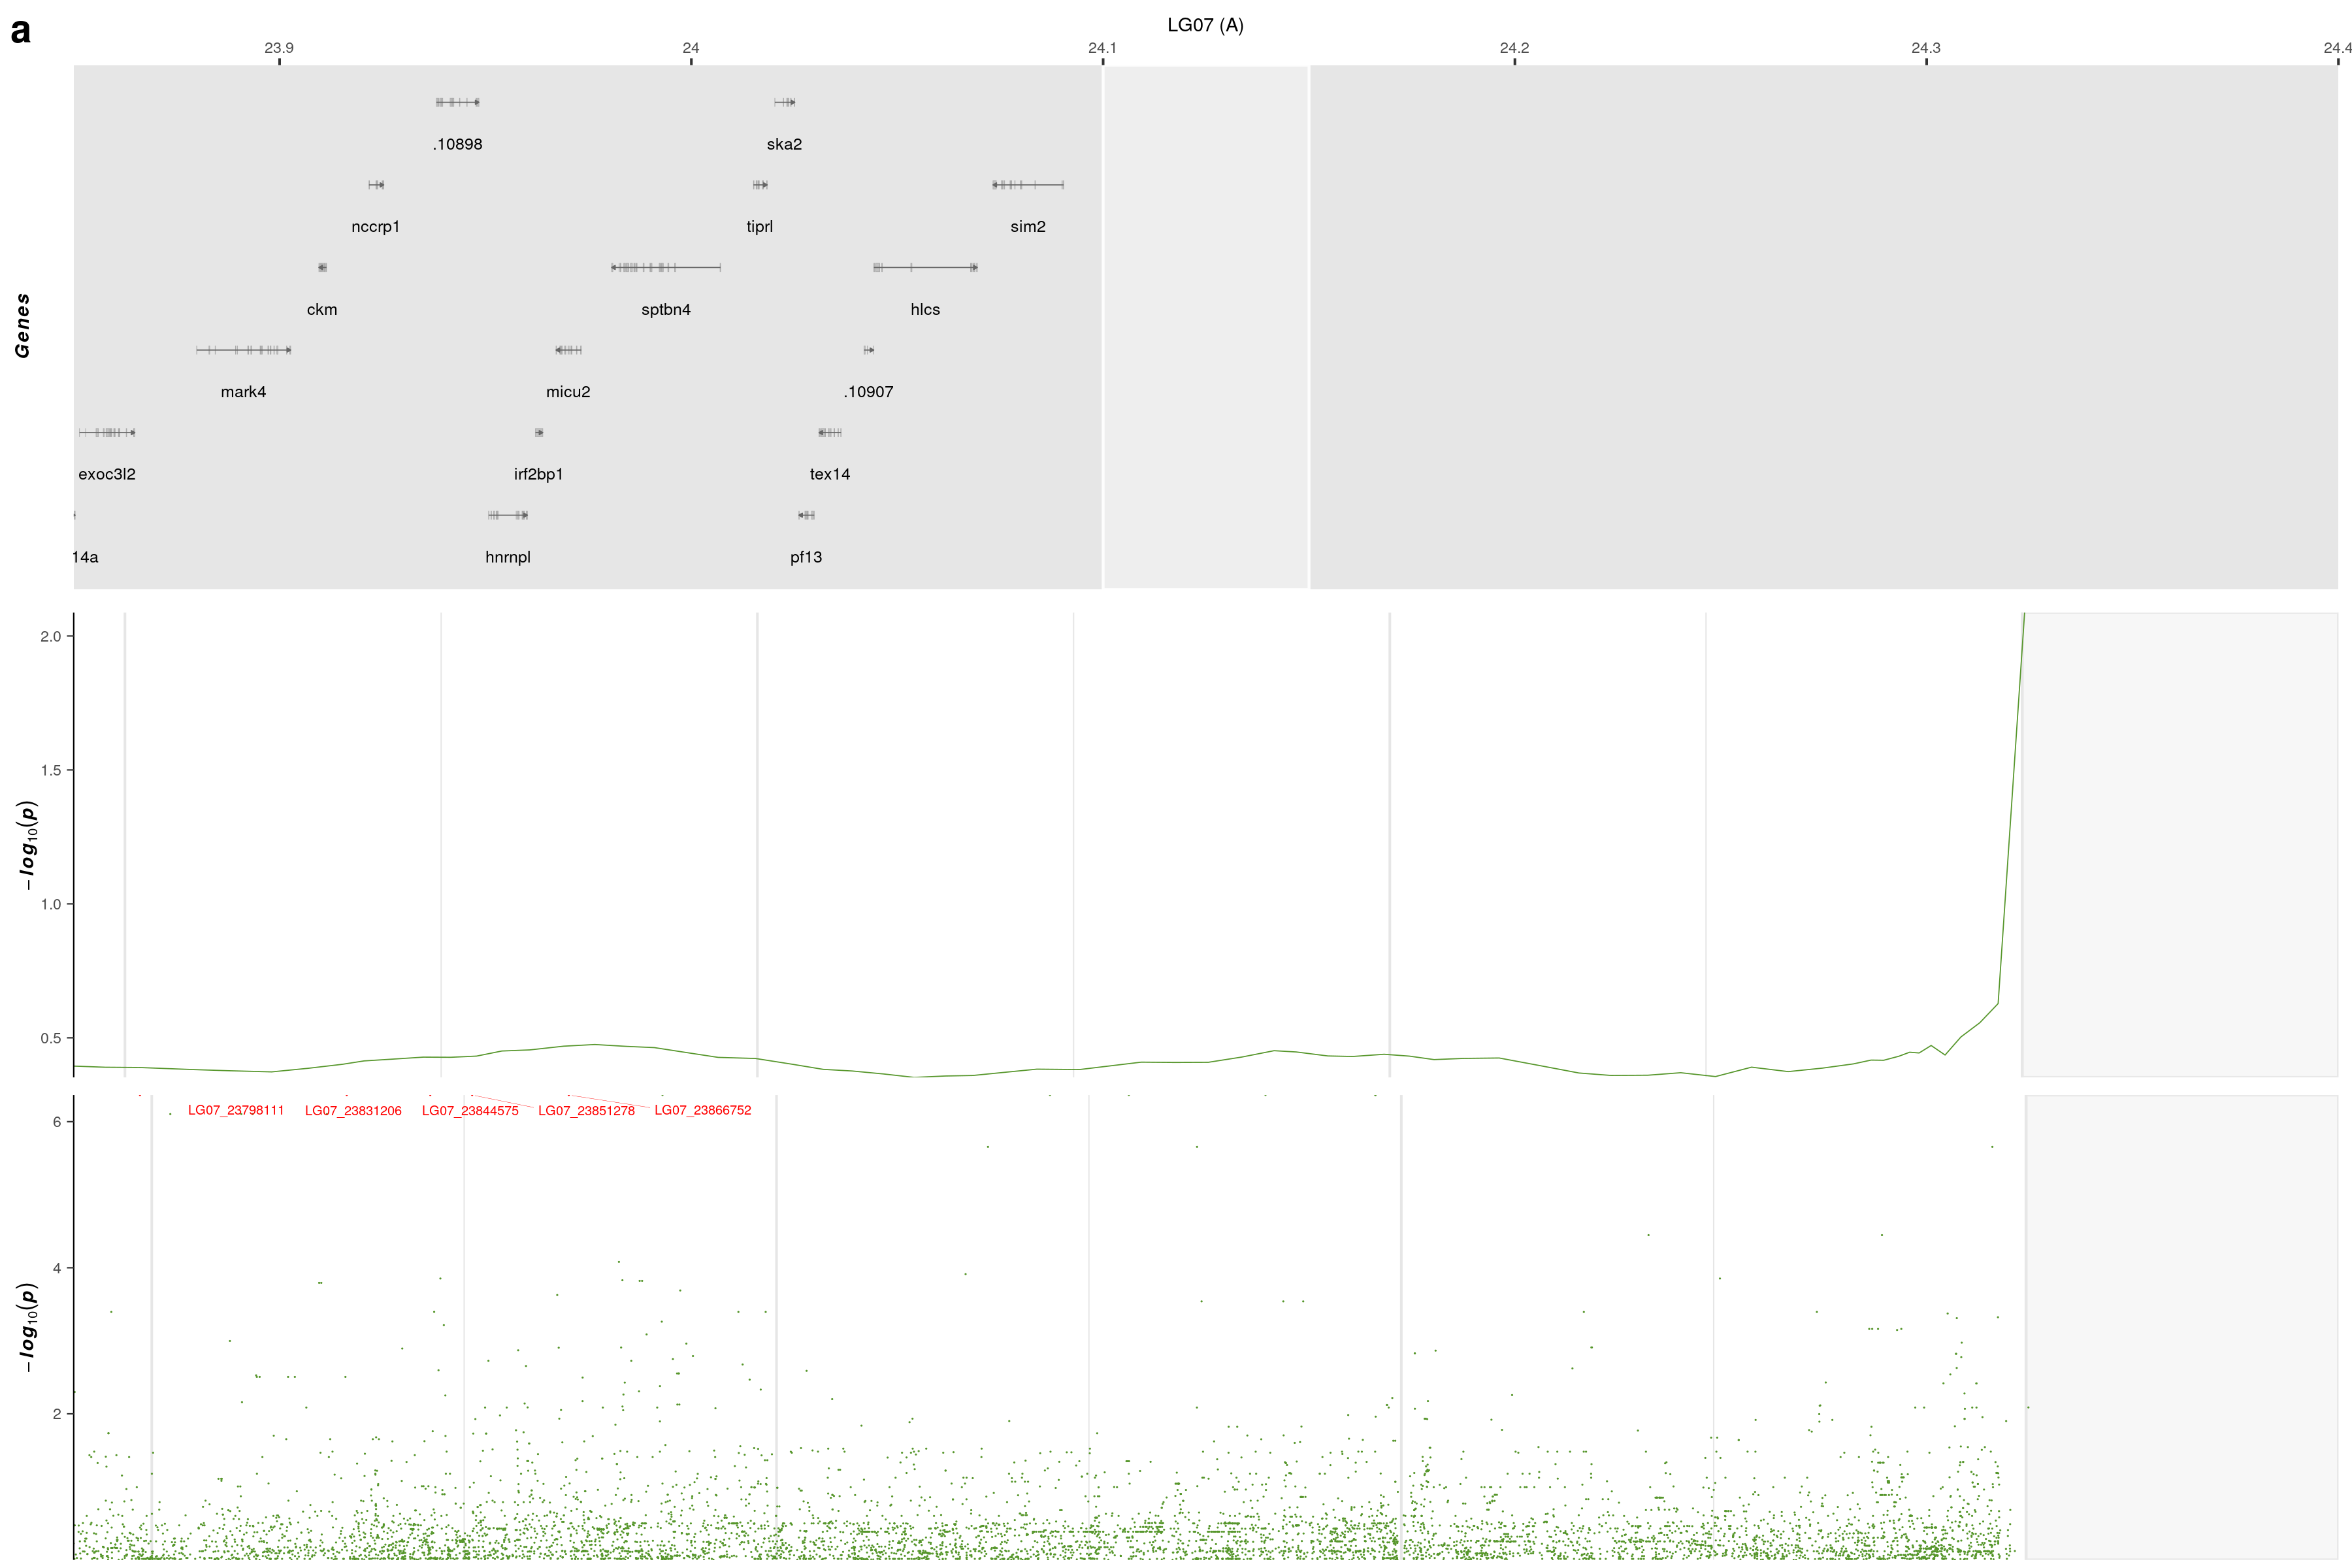 a
LG07 (A)
23.9 24 24.1 24.2 24.3 24.4
Genes
.10898 ska2
nccrp1 tiprl sim2
ckm sptbn4 hlcs
mark4 micu2 .10907
exoc3l2 irf2bp1 tex14
14a hnrnpl pf13
−log10(p)
2.0
1.5
1.0
0.5
−log10(p)
LG07_23798111 LG07_23831206 LG07_23844575 LG07_23851278 LG07_23866752
6
4
2